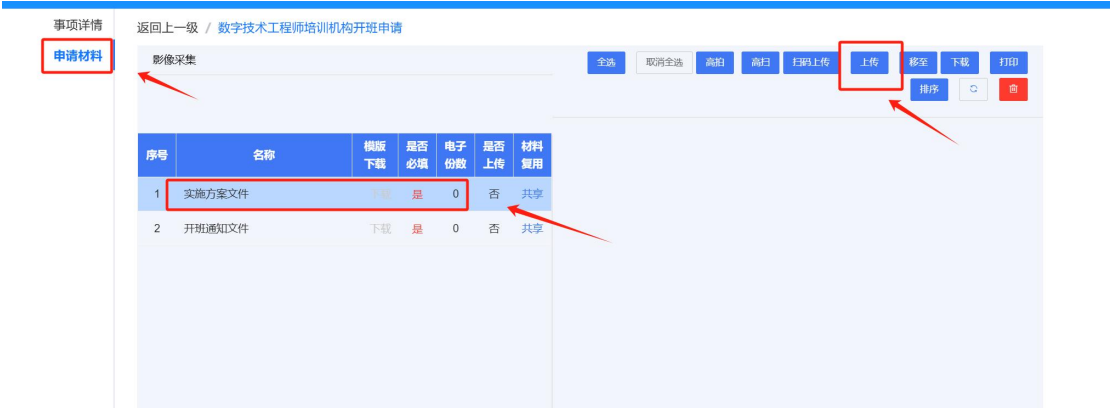 事项详情
返回上一级 / 数字技术工程师培训机构开班申请
申请材料
影像采集
全选 取消全选 高拍 高扫 扫码上传 上传 移至 下载 打印
排序
序号 名称 模版下载 是否必填 电子份数 是否上传 材料复用
1 实施方案文件 下载 是 0 否 共享
2 开班通知文件 下载 是 0 否 共享